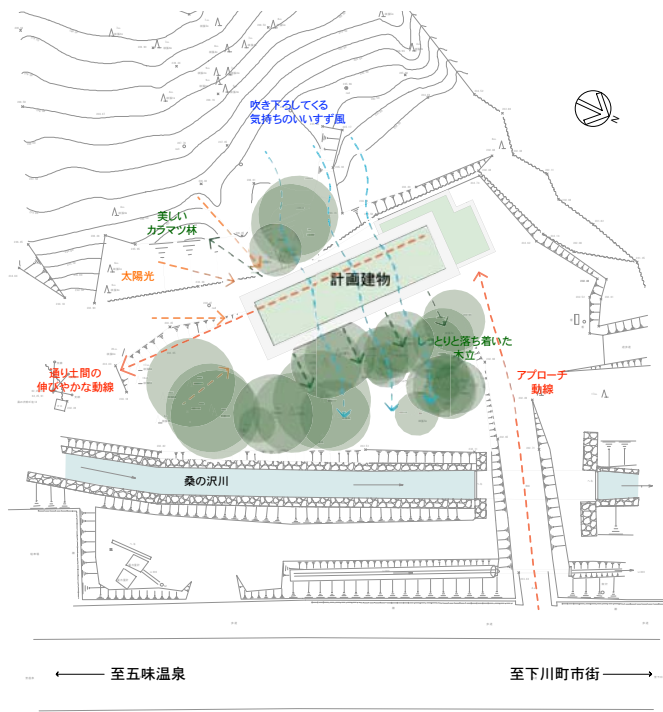 吹き下ろしてくる
気持ちのいいすず風
N
美しい
カラマツ林
太陽光
計画建物
しっとりと落ち着いた
木立
通り土間の
伸びやかな動線
アプローチ
動線
桑の沢川
至五味温泉
至下川町市街